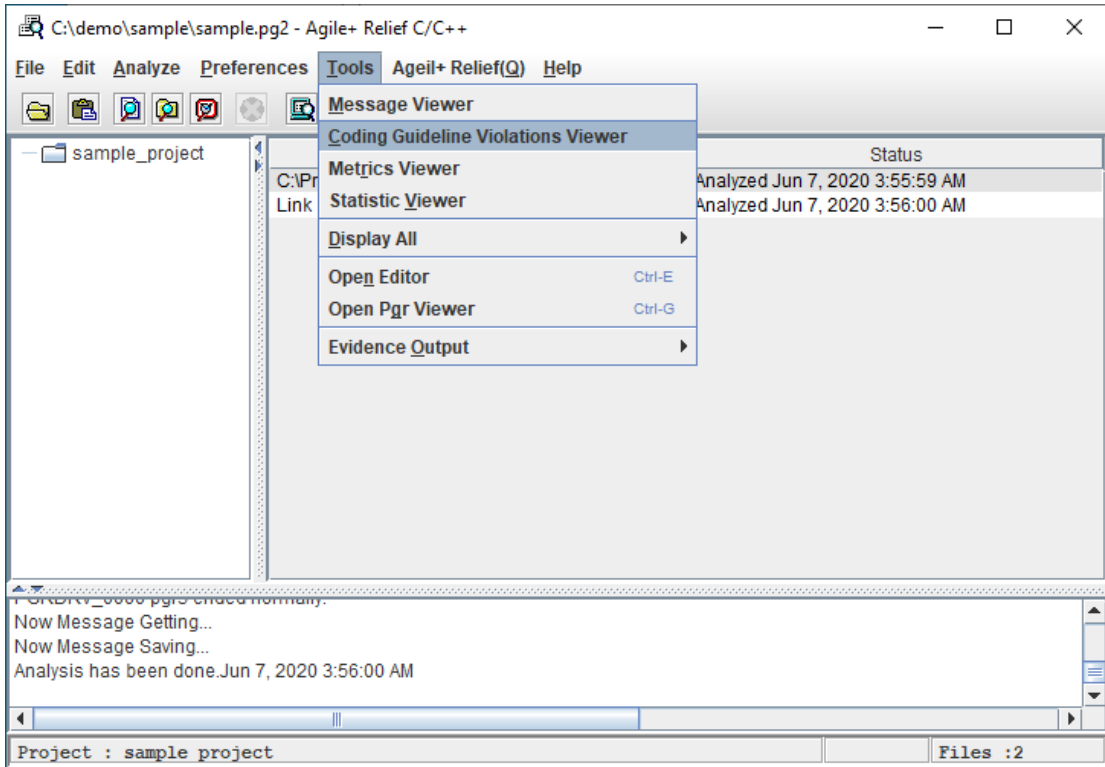 C:\demo\sample\sample.pg2 - Agile+ Relief C/C++
File Edit Analyze Preferences Tools Ageil+ Relief(Q) Help
Message Viewer
Coding Guideline Violations Viewer
Metrics Viewer
Statistic Viewer
Display All
Open Editor Ctrl-E
Open Pgr Viewer Ctrl-G
Evidence Output
sample_project
Status
C:\Pr Analyzed Jun 7, 2020 3:55:59 AM
Link Analyzed Jun 7, 2020 3:56:00 AM
ended normally.
Now Message Getting...
Now Message Saving...
Analysis has been done.Jun 7, 2020 3:56:00 AM
Project : sample project Files :2